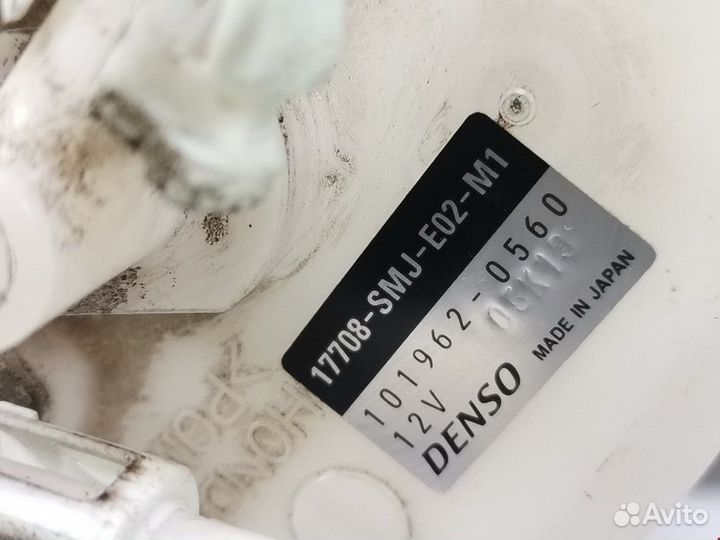 17708-SMJ-E02-M1
101962-0560
12V
DENSO
MADE IN JAPAN
Avito